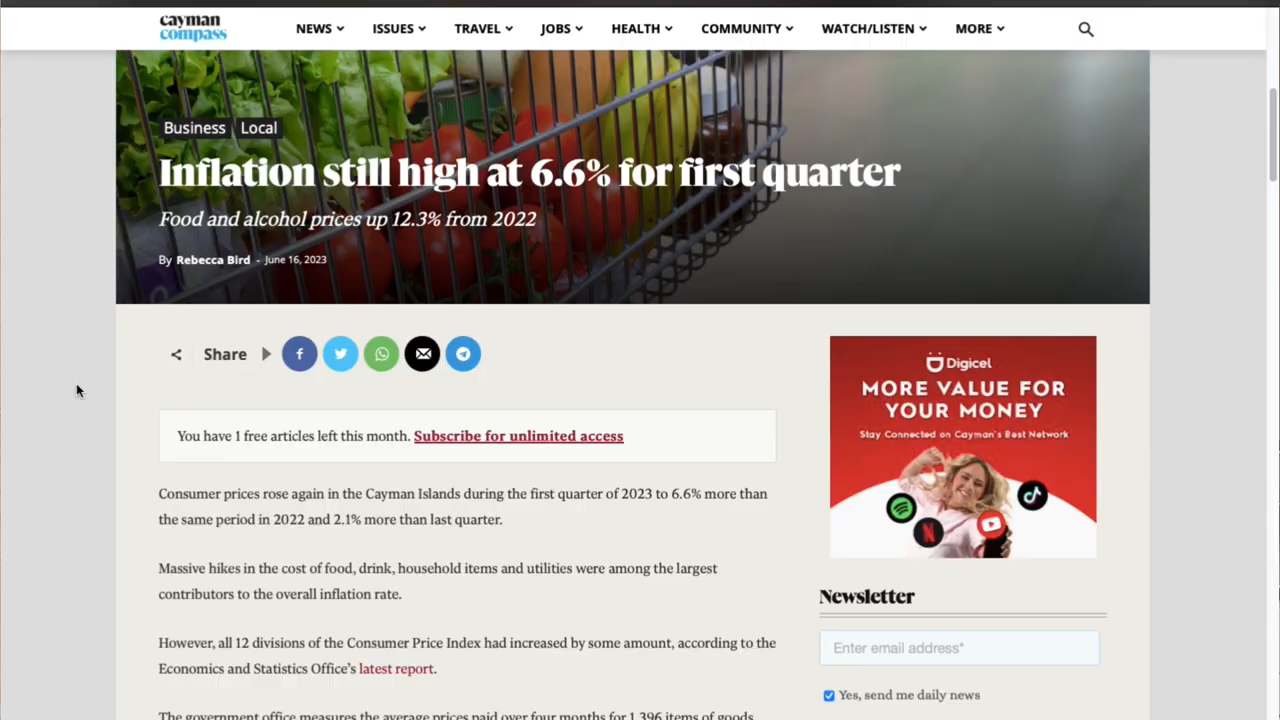 cayman
compass
NEWS
ISSUES
TRAVEL
JOBS
HEALTH
COMMUNITY
WATCH/LISTEN
MORE
Business
Local
Inflation still high at 6.6% for first quarter
Food and alcohol prices up 12.3% from 2022
By Rebecca Bird - June 16, 2023
Share
You have 1 free articles left this month. Subscribe for unlimited access
Consumer prices rose again in the Cayman Islands during the first quarter of 2023 to 6.6% more than
the same period in 2022 and 2.1% more than last quarter.
Massive hikes in the cost of food, drink, household items and utilities were among the largest
contributors to the overall inflation rate.
However, all 12 divisions of the Consumer Price Index had increased by some amount, according to the
Economics and Statistics Office's latest report.
The government office measures the average prices paid over four months for 1,396 items of goods
Digicel
MORE VALUE FOR
YOUR MONEY
Stay Connected on Cayman's Best Network
Newsletter
Enter email address*
Yes, send me daily news